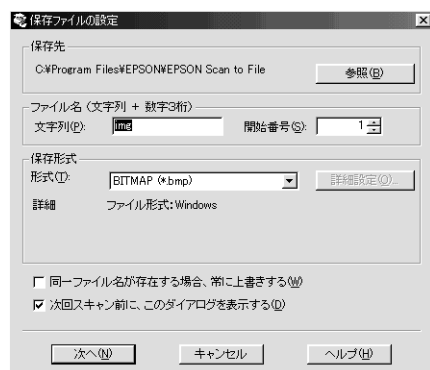 保存ファイルの設定
保存先
C:¥Program Files¥EPSON¥EPSON Scan to File
参照(B)
ファイル名 (文字列 + 数字3桁)
文字列(P): img 開始番号(S): 1
保存形式
形式(T): BITMAP (*.bmp) 詳細設定(O)...
詳細 ファイル形式:Windows
同一ファイル名が存在する場合、常に上書きする(W)
次回スキャン前に、このダイアログを表示する(D)
次へ(N) キャンセル ヘルプ(H)